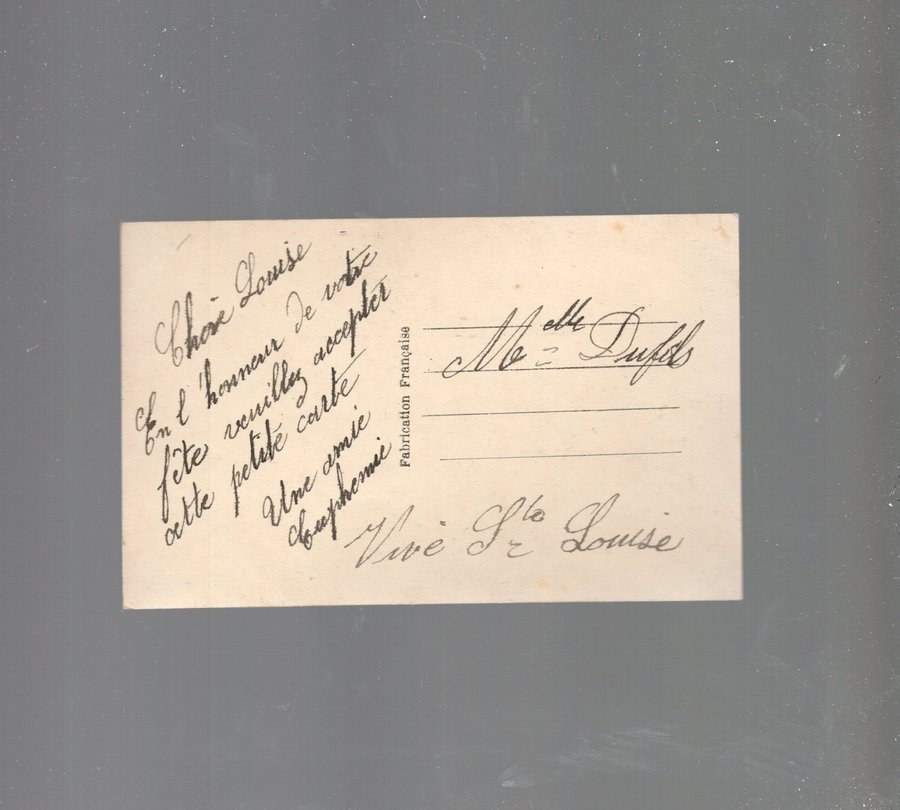 Chère Louise
En l'honneur de votre
fête veuillez accepter
cette petite carte
Une amie
Euphemie
Fabrication Française
Melle Dufils
Vive Ste Louise